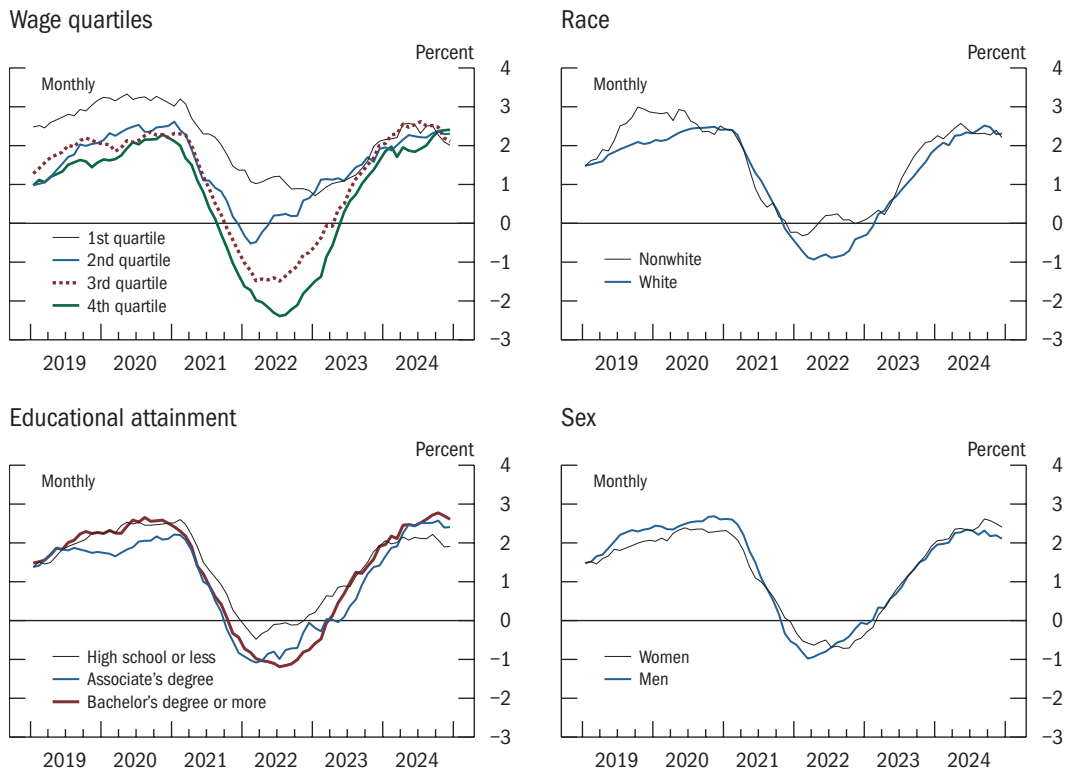 Wage quartiles
Percent
Monthly
4
3
2
1
0
−1
−2
−3
1st quartile
2nd quartile
3rd quartile
4th quartile
2019 2020 2021 2022 2023 2024
Race
Percent
Monthly
4
3
2
1
0
−1
−2
−3
Nonwhite
White
2019 2020 2021 2022 2023 2024
Educational attainment
Percent
Monthly
4
3
2
1
0
−1
−2
−3
High school or less
Associate’s degree
Bachelor’s degree or more
2019 2020 2021 2022 2023 2024
Sex
Percent
Monthly
4
3
2
1
0
−1
−2
−3
Women
Men
2019 2020 2021 2022 2023 2024